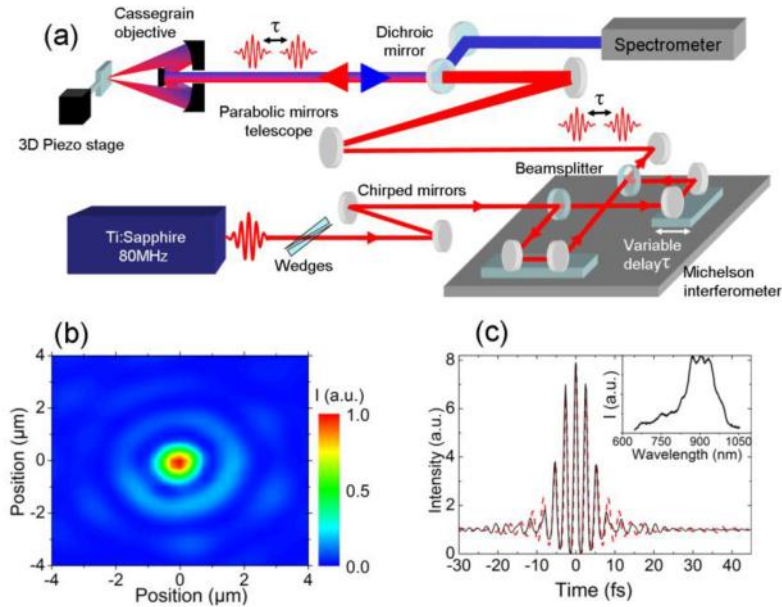 (a)
Cassegrain
objective
τ
Dichroic
mirror
Spectrometer
Parabolic mirrors
telescope
3D Piezo stage
τ
Beamsplitter
Chirped mirrors
Ti:Sapphire
80MHz
Wedges
Variable
delayτ
Michelson
interferometer
(b)
I (a.u.)
4
2
0
-2
-4
Position (µm)
-4 -2 0 2 4
Position (µm)
1.0
0.5
0.0
(c)
8
6
4
2
0
Intensity (a.u.)
-30 -20 -10 0 10 20 30 40
Time (fs)
I (a.u.)
600 750 900 1050
Wavelength (nm)